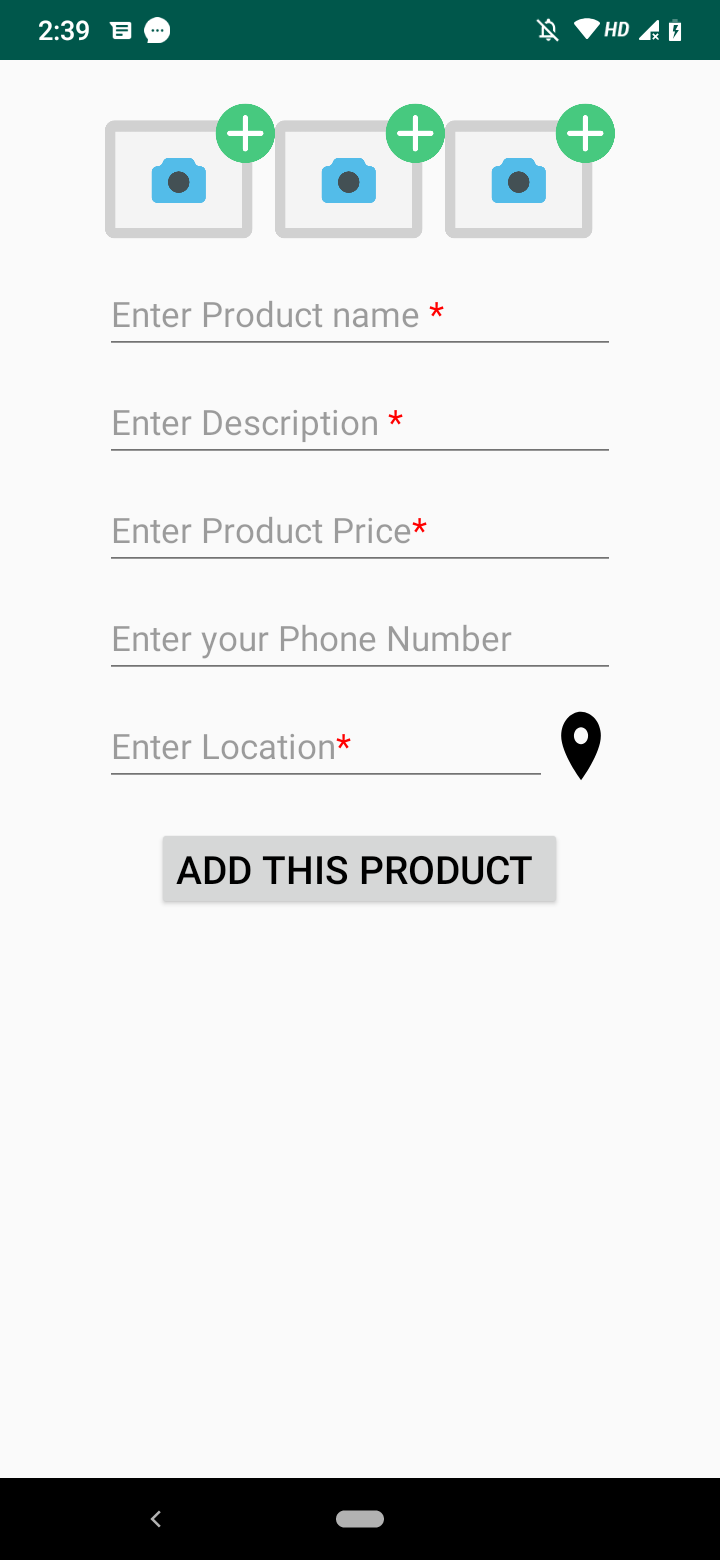 2:39 HD
Enter Product name *
Enter Description *
Enter Product Price*
Enter your Phone Number
Enter Location*
ADD THIS PRODUCT